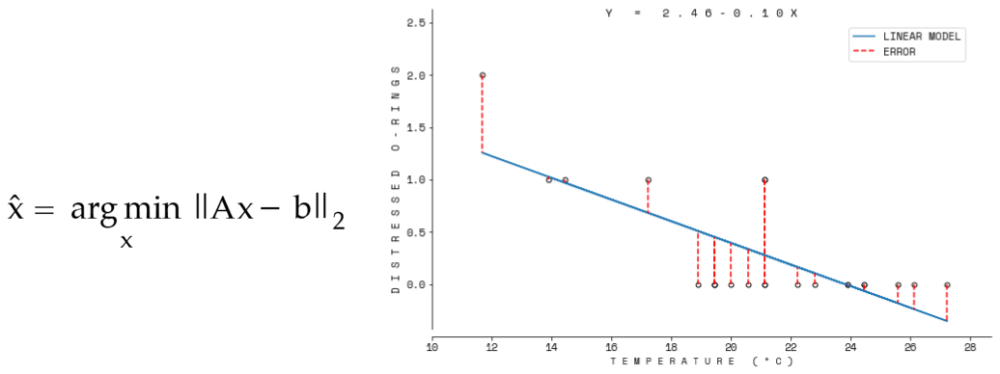 x̂ = arg min ‖Ax − b‖₂
x
Y = 2.46-0.10X
LINEAR MODEL
ERROR
DISTRESSED O-RINGS
2.5
2.0
1.5
1.0
0.5
0.0
10 12 14 16 18 20 22 24 26 28
TEMPERATURE (°C)